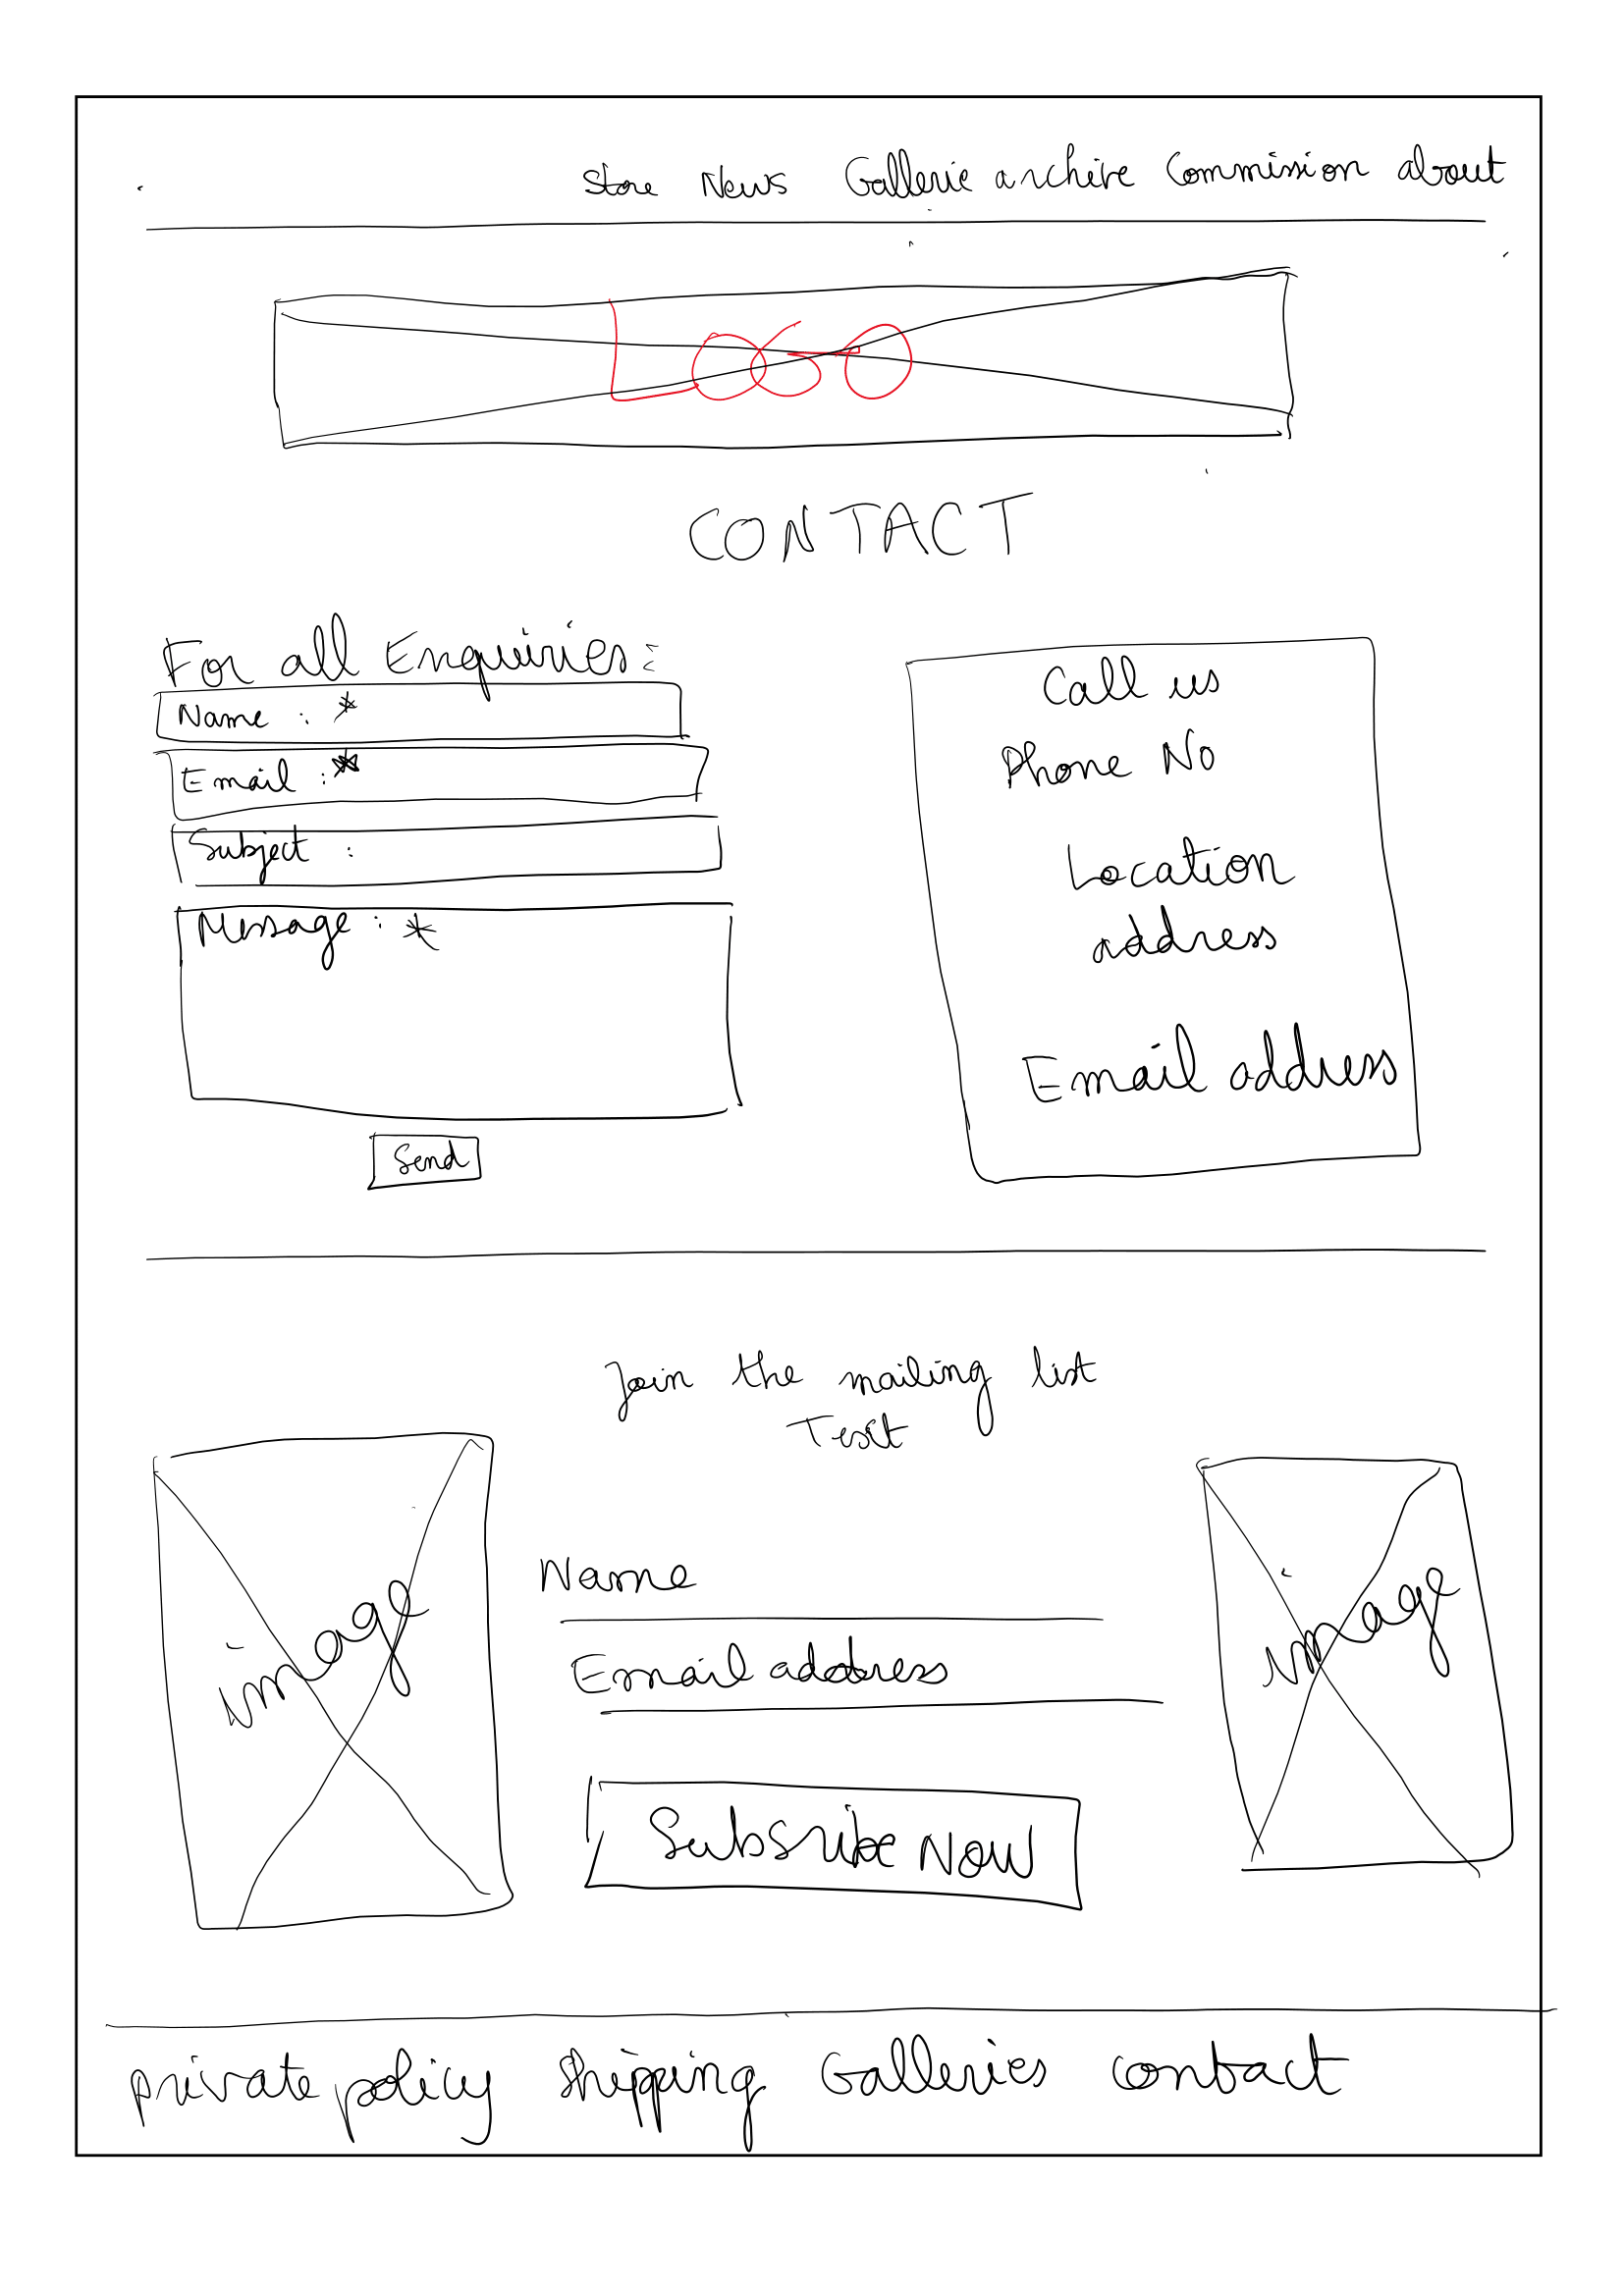 Store News Gallerie archive Commission about
LOGO
CONTACT
For all Enquiries:
Name : *
Email : *
Subject :
Message : *
Send
Call us
Phone No
Location
address
Email address
Join the mailing list
Text
image
Name
Email address
Subsribe Now
image
private policy Shipping Galleries contact